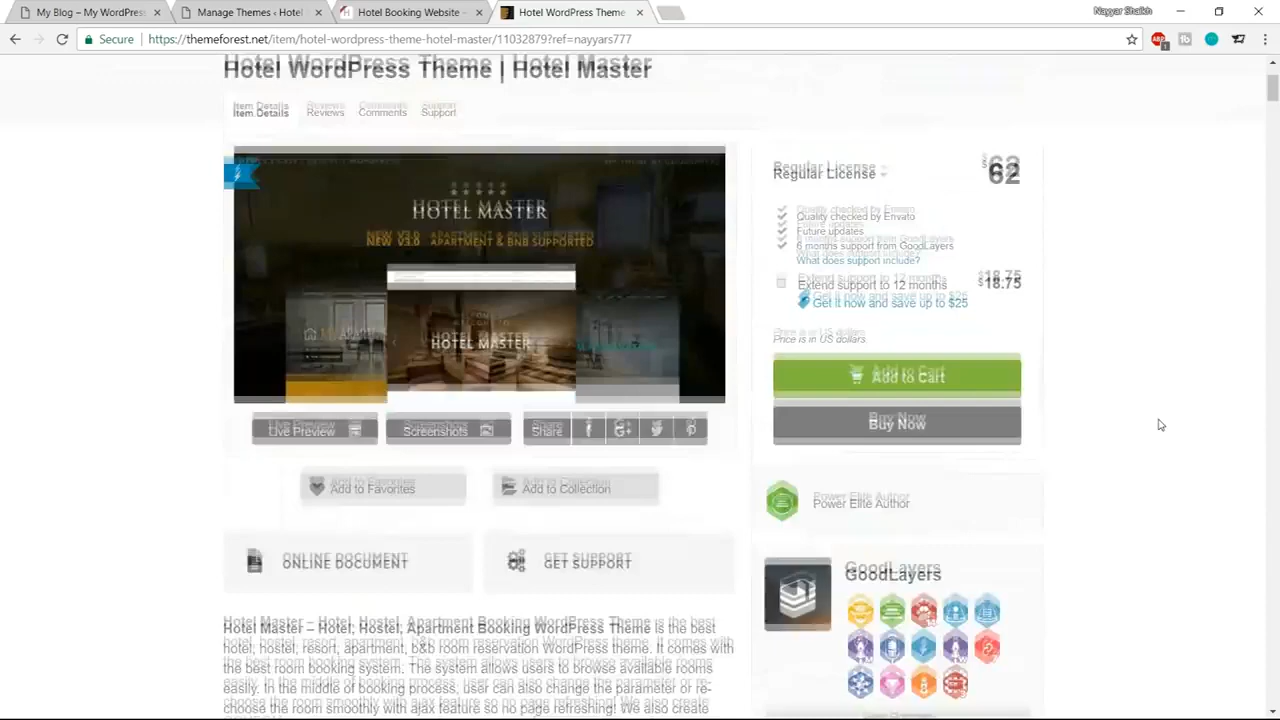 My Blog – My WordPress
Manage Themes ‹ Hotel
Hotel Booking Website –
Hotel WordPress Theme
Nayyar Shaikh
Secure
https://themeforest.net/item/hotel-wordpress-theme-hotel-master/11032879?ref=nayyars777
Hotel WordPress Theme | Hotel Master
Item Details
Reviews
Comments
Support
HOTEL MASTER
NEW V3.0 APARTMENT & BNB SUPPORTED
HOTEL MASTER
Live Preview
Screenshots
Share
Add to Favorites
Add to Collection
ONLINE DOCUMENT
GET SUPPORT
Hotel Master – Hotel, Hostel, Apartment Booking WordPress Theme is the best
hotel, hostel, resort, apartment, b&b room reservation WordPress theme. It comes with
the best room booking system. The system allows users to browse available rooms
easily. In the middle of booking process, user can also change the parameter or re-
choose the room smoothly with ajax feature so no page refreshing! We also create
Regular License
$62
Quality checked by Envato
Future updates
6 months support from GoodLayers
What does support include?
Extend support to 12 months
$18.75
Get it now and save up to $25
Price is in US dollars.
Add to Cart
Buy Now
Power Elite Author
GoodLayers